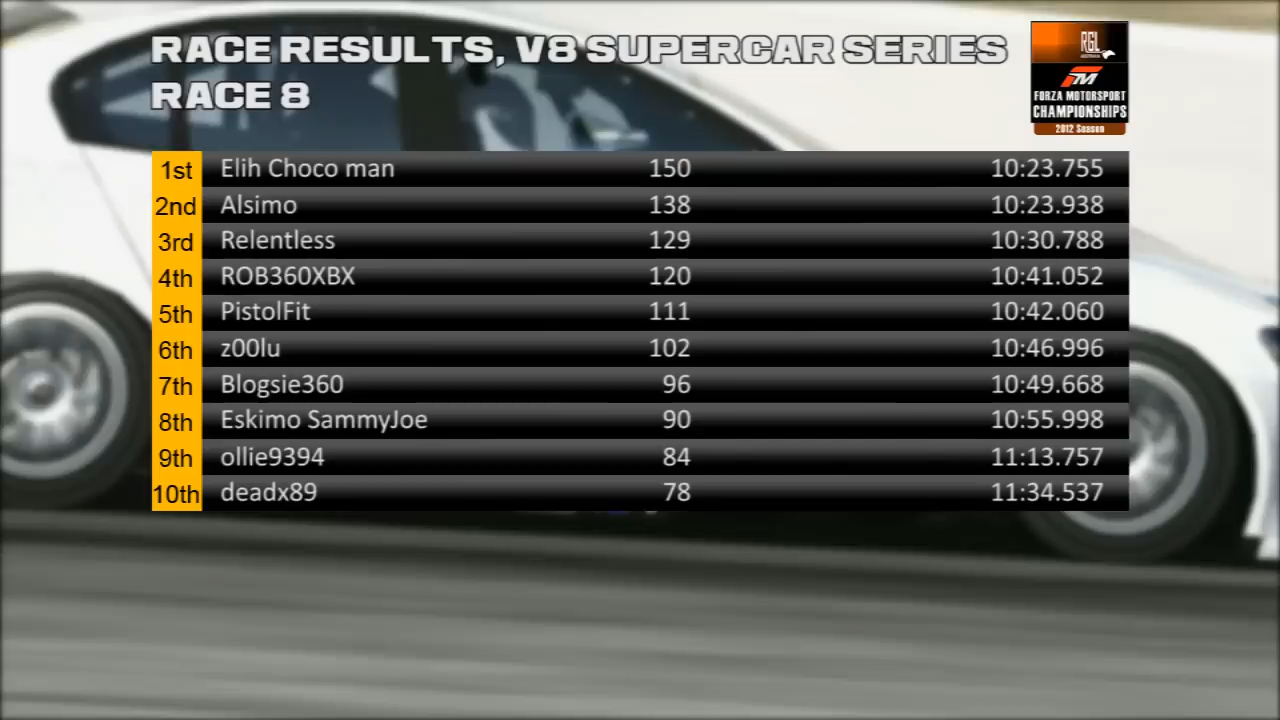 RACE RESULTS, V8 SUPERCAR SERIES
RACE 8
RGL
AUSTRALIA
FM
FORZA MOTORSPORT
CHAMPIONSHIPS
2012 Season
1st Elih Choco man 150 10:23.755
2nd Alsimo 138 10:23.938
3rd Relentless 129 10:30.788
4th ROB360XBX 120 10:41.052
5th PistolFit 111 10:42.060
6th z00lu 102 10:46.996
7th Blogsie360 96 10:49.668
8th Eskimo SammyJoe 90 10:55.998
9th ollie9394 84 11:13.757
10th deadx89 78 11:34.537